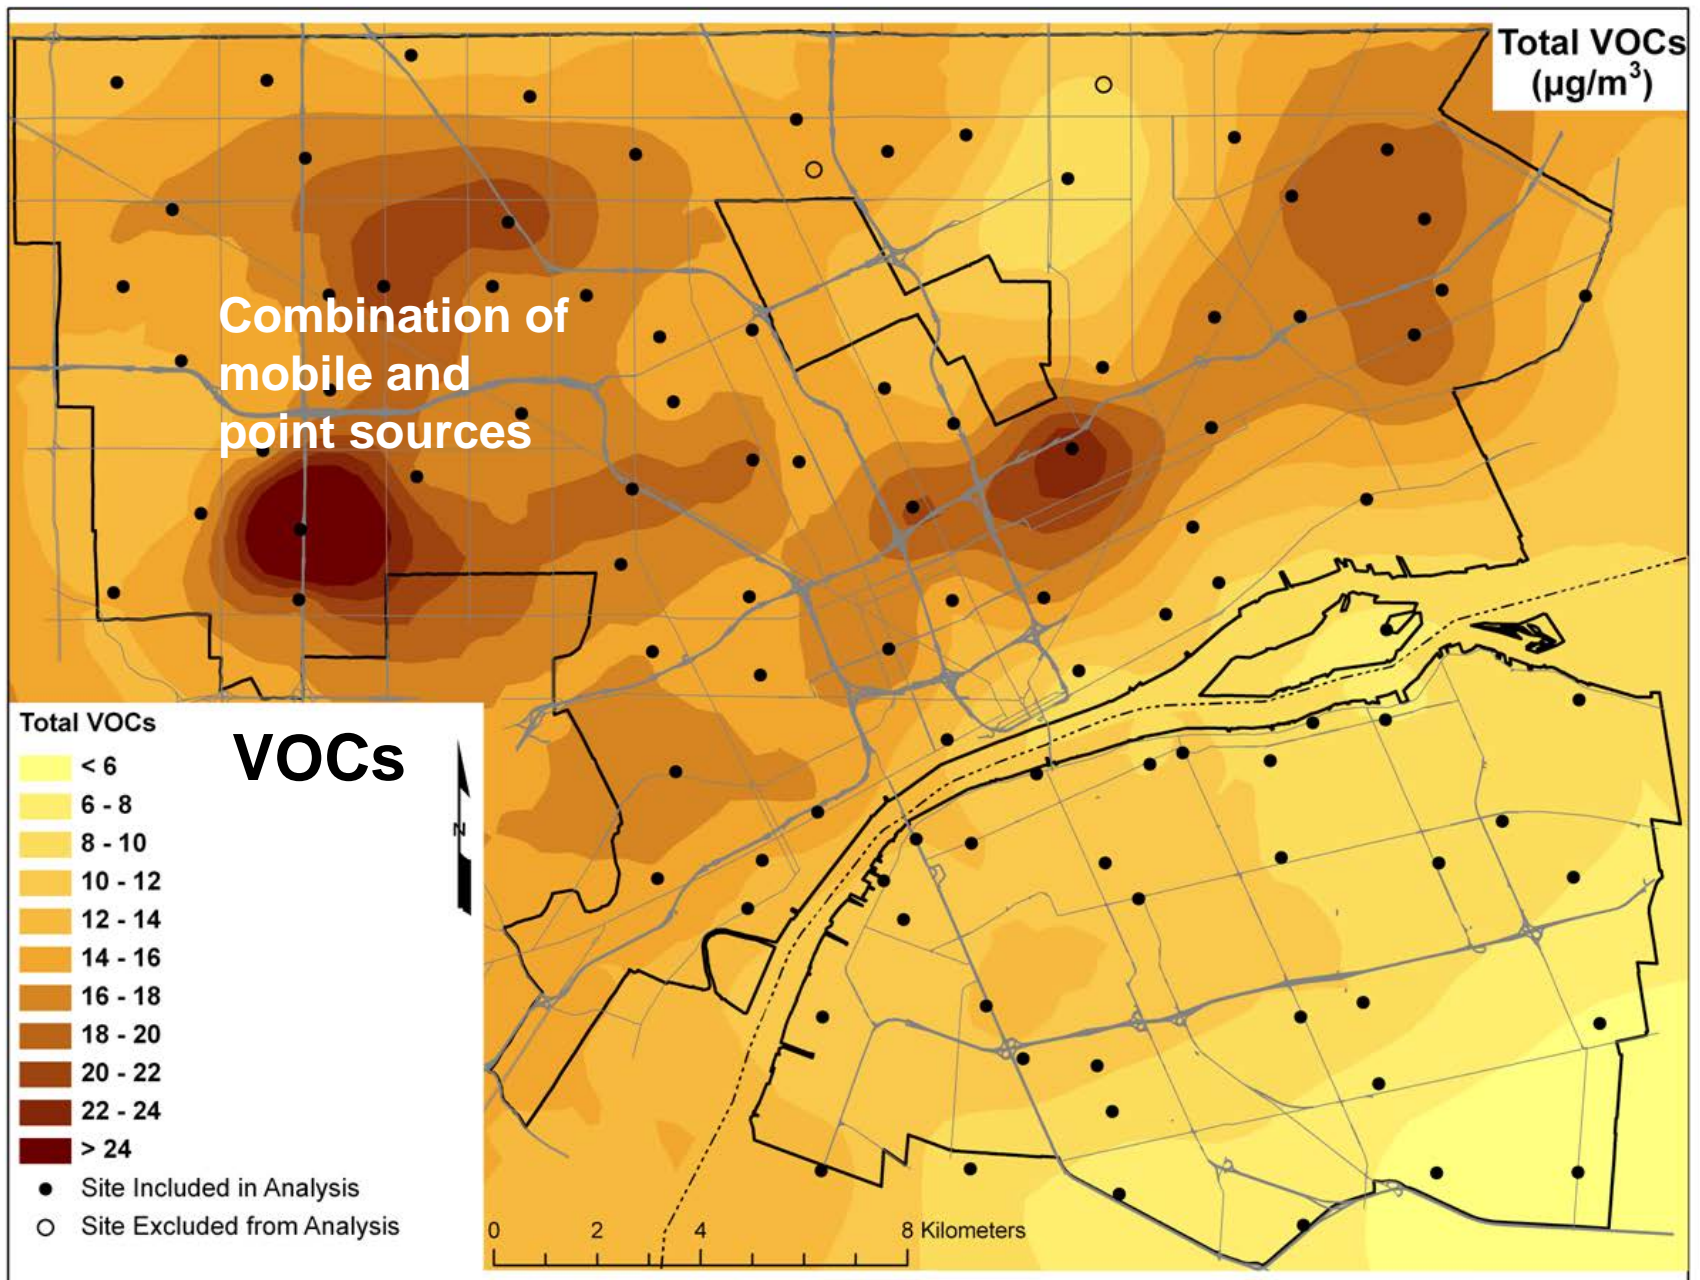 Total VOCs
(µg/m³)
Combination of
mobile and
point sources
Total VOCs
VOCs
< 6
6 - 8
8 - 10
10 - 12
12 - 14
14 - 16
16 - 18
18 - 20
20 - 22
22 - 24
> 24
Site Included in Analysis
Site Excluded from Analysis
N
0 2 4 8 Kilometers